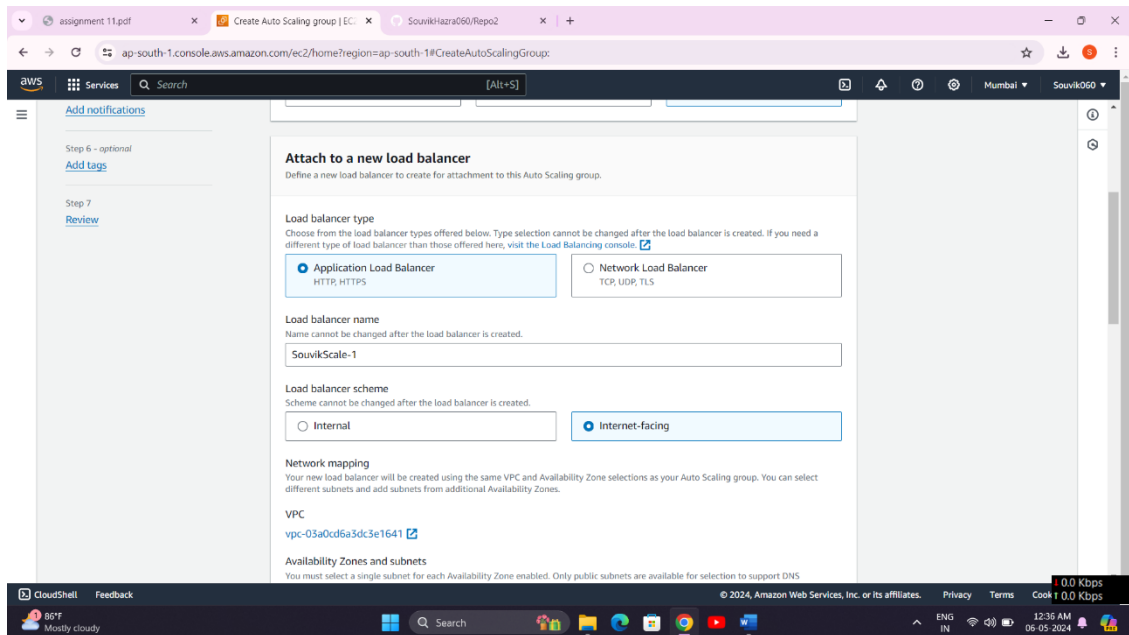 assignment 11.pdf
Create Auto Scaling group | EC
SouvikHazra060/Repo2
ap-south-1.console.aws.amazon.com/ec2/home?region=ap-south-1#CreateAutoScalingGroup:
S
aws
Services
Search
[Alt+S]
Mumbai
Souvik060
Add notifications
Step 6 - optional
Add tags
Step 7
Review
Attach to a new load balancer
Define a new load balancer to create for attachment to this Auto Scaling group.
Load balancer type
Choose from the load balancer types offered below. Type selection cannot be changed after the load balancer is created. If you need a
different type of load balancer than those offered here, visit the Load Balancing console.
Application Load Balancer
HTTP, HTTPS
Network Load Balancer
TCP, UDP, TLS
Load balancer name
Name cannot be changed after the load balancer is created.
SouvikScale-1
Load balancer scheme
Scheme cannot be changed after the load balancer is created.
Internal
Internet-facing
Network mapping
Your new load balancer will be created using the same VPC and Availability Zone selections as your Auto Scaling group. You can select
different subnets and add subnets from additional Availability Zones.
VPC
vpc-03a0cd6a3dc3e1641
Availability Zones and subnets
You must select a single subnet for each Availability Zone enabled. Only public subnets are available for selection to support DNS
CloudShell
Feedback
© 2024, Amazon Web Services, Inc. or its affiliates.
Privacy
Terms
Cook
0.0 Kbps
0.0 Kbps
1
86°F
Mostly cloudy
Search
ENG
IN
12:36 AM
06-05-2024